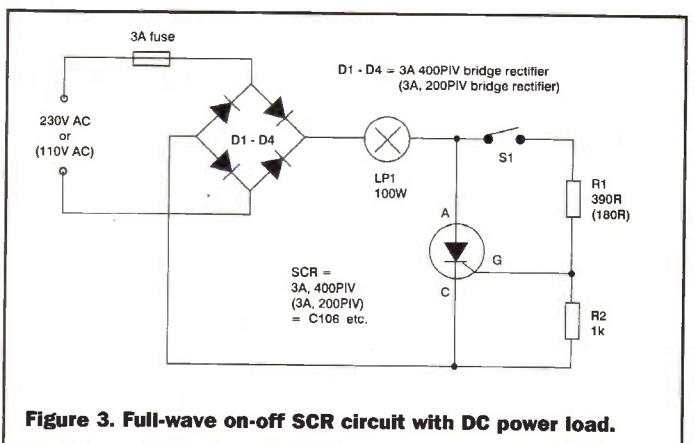 3A fuse
D1 - D4 = 3A 400PIV bridge rectifier
(3A, 200PIV bridge rectifier)
230V AC
or
(110V AC)
D1 - D4
S1
LP1
100W
R1
390R
(180R)
A
G
C
SCR =
3A, 400PIV
(3A, 200PIV)
= C106 etc.
R2
1k
Figure 3. Full-wave on-off SCR circuit with DC power load.